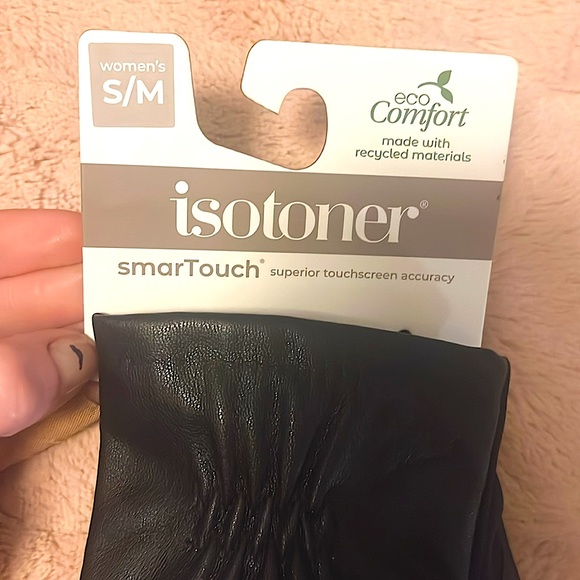 women's
S/M
eco
Comfort
made with
recycled materials
isotoner®
smarTouch® superior touchscreen accuracy